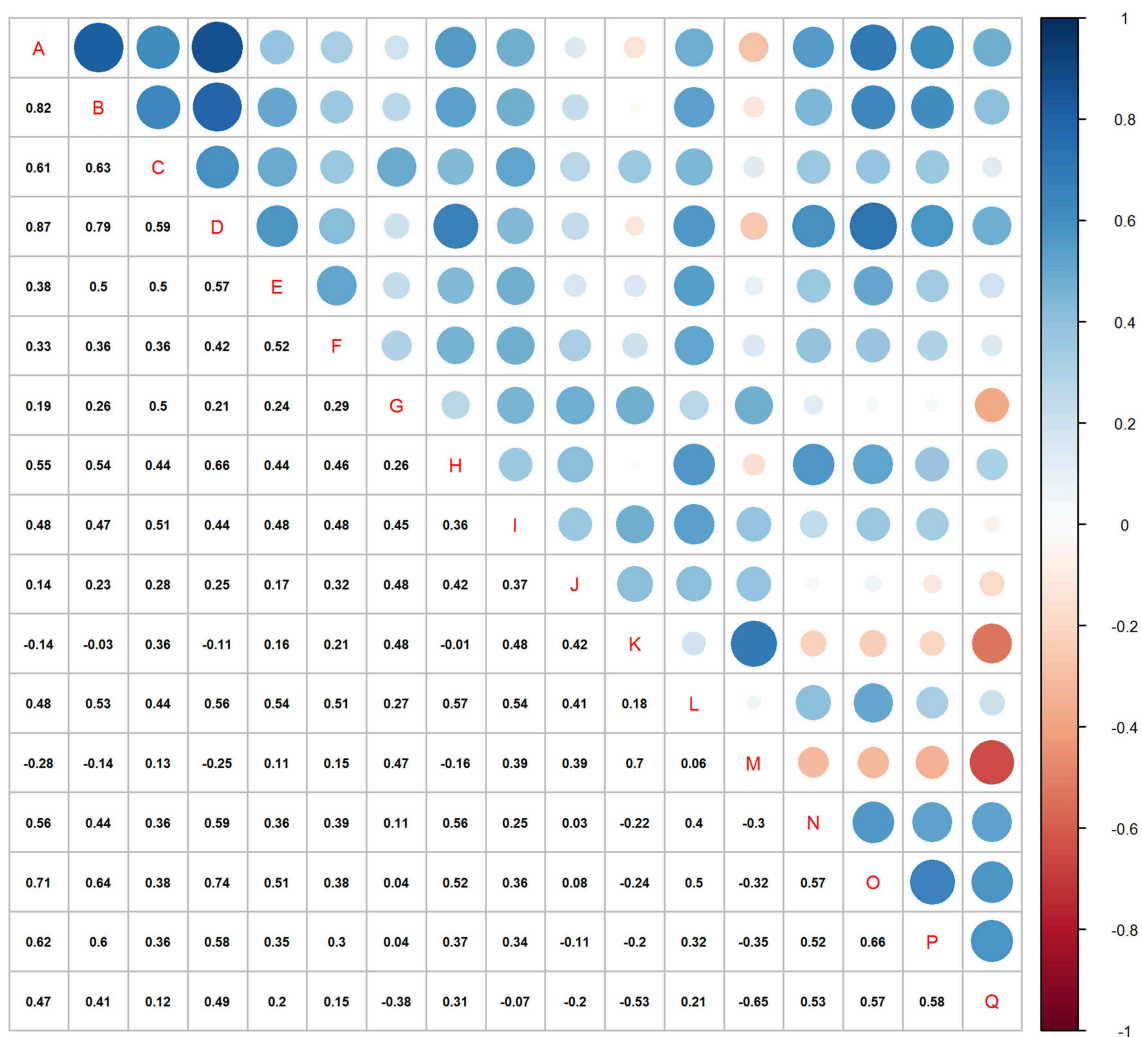 A
0.82 B
0.61 0.63 C
0.87 0.79 0.59 D
0.38 0.5 0.5 0.57 E
0.33 0.36 0.36 0.42 0.52 F
0.19 0.26 0.5 0.21 0.24 0.29 G
0.55 0.54 0.44 0.66 0.44 0.46 0.26 H
0.48 0.47 0.51 0.44 0.48 0.48 0.45 0.36 I
0.14 0.23 0.28 0.25 0.17 0.32 0.48 0.42 0.37 J
-0.14 -0.03 0.36 -0.11 0.16 0.21 0.48 -0.01 0.48 0.42 K
0.48 0.53 0.44 0.56 0.54 0.51 0.27 0.57 0.54 0.41 0.18 L
-0.28 -0.14 0.13 -0.25 0.11 0.15 0.47 -0.16 0.39 0.39 0.7 0.06 M
0.56 0.44 0.36 0.59 0.36 0.39 0.11 0.56 0.25 0.03 -0.22 0.4 -0.3 N
0.71 0.64 0.38 0.74 0.51 0.38 0.04 0.52 0.36 0.08 -0.24 0.5 -0.32 0.57 O
0.62 0.6 0.36 0.58 0.35 0.3 0.04 0.37 0.34 -0.11 -0.2 0.32 -0.35 0.52 0.66 P
0.47 0.41 0.12 0.49 0.2 0.15 -0.38 0.31 -0.07 -0.2 -0.53 0.21 -0.65 0.53 0.57 0.58 Q
1
0.8
0.6
0.4
0.2
0
-0.2
-0.4
-0.6
-0.8
-1